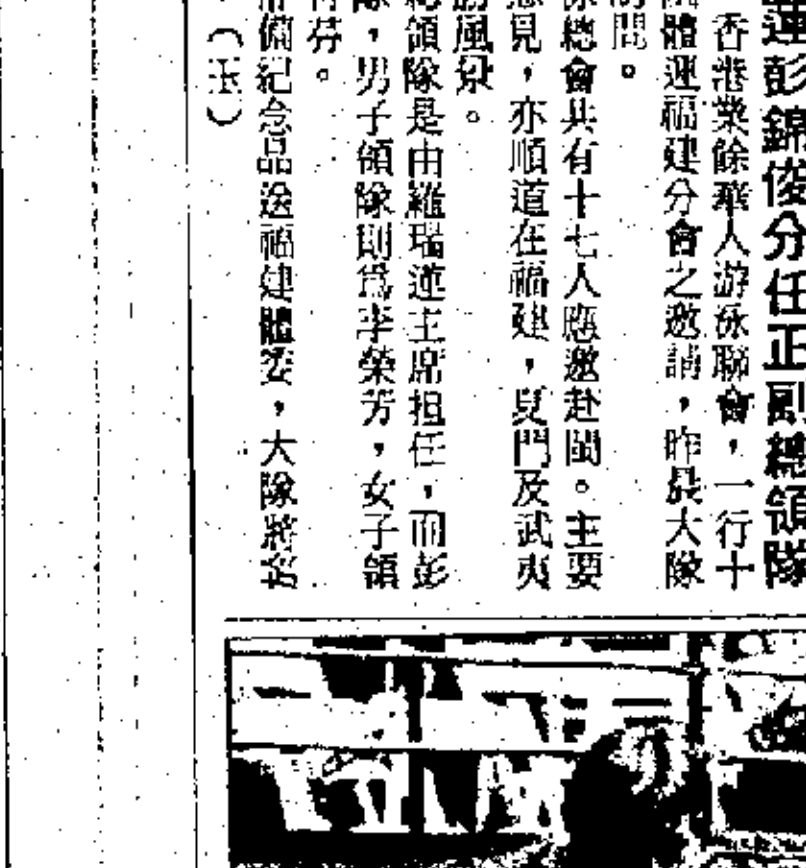 蓮彭錦俊分任正副總領隊
香港業餘華人游泳聯會，一行十
體運福建分會之邀請，昨晨大隊
訪問。
總會共有十七人應邀赴閩。主要
意見，亦順道在福建，夏門及武夷
風景。
總領隊是由羅瑞蓮主席担任，而彭
隊，男子領隊則爲李榮芳，女子領
芬。
備紀念品送福建體委，大隊將
（玉）